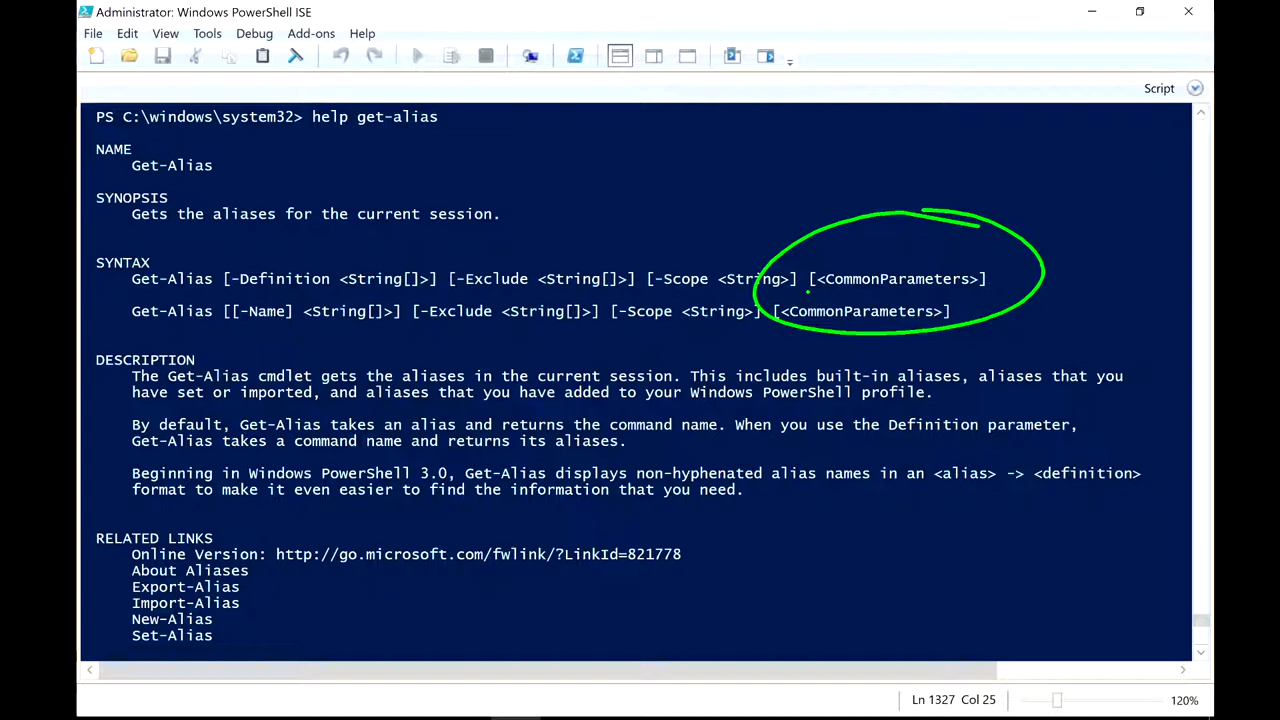 Administrator: Windows PowerShell ISE
File Edit View Tools Debug Add-ons Help
Script
PS C:\windows\system32> help get-alias
NAME
Get-Alias
SYNOPSIS
Gets the aliases for the current session.
SYNTAX
Get-Alias [-Definition <String[]>] [-Exclude <String[]>] [-Scope <String>] [<CommonParameters>]
Get-Alias [[-Name] <String[]>] [-Exclude <String[]>] [-Scope <String>] [<CommonParameters>]
DESCRIPTION
The Get-Alias cmdlet gets the aliases in the current session. This includes built-in aliases, aliases that you
have set or imported, and aliases that you have added to your Windows PowerShell profile.
By default, Get-Alias takes an alias and returns the command name. When you use the Definition parameter,
Get-Alias takes a command name and returns its aliases.
Beginning in Windows PowerShell 3.0, Get-Alias displays non-hyphenated alias names in an <alias> -> <definition>
format to make it even easier to find the information that you need.
RELATED LINKS
Online Version: http://go.microsoft.com/fwlink/?LinkId=821778
About Aliases
Export-Alias
Import-Alias
New-Alias
Set-Alias
Ln 1327 Col 25
120%